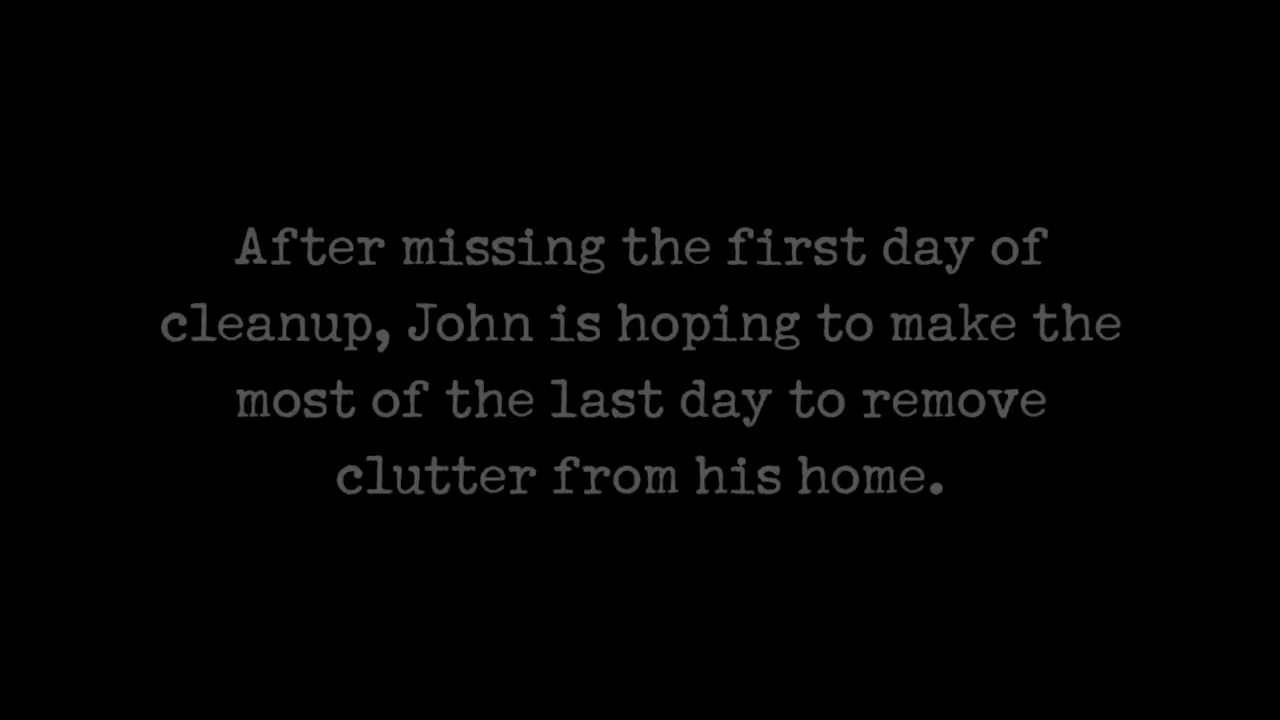 After missing the first day of
cleanup, John is hoping to make the
most of the last day to remove
clutter from his home.